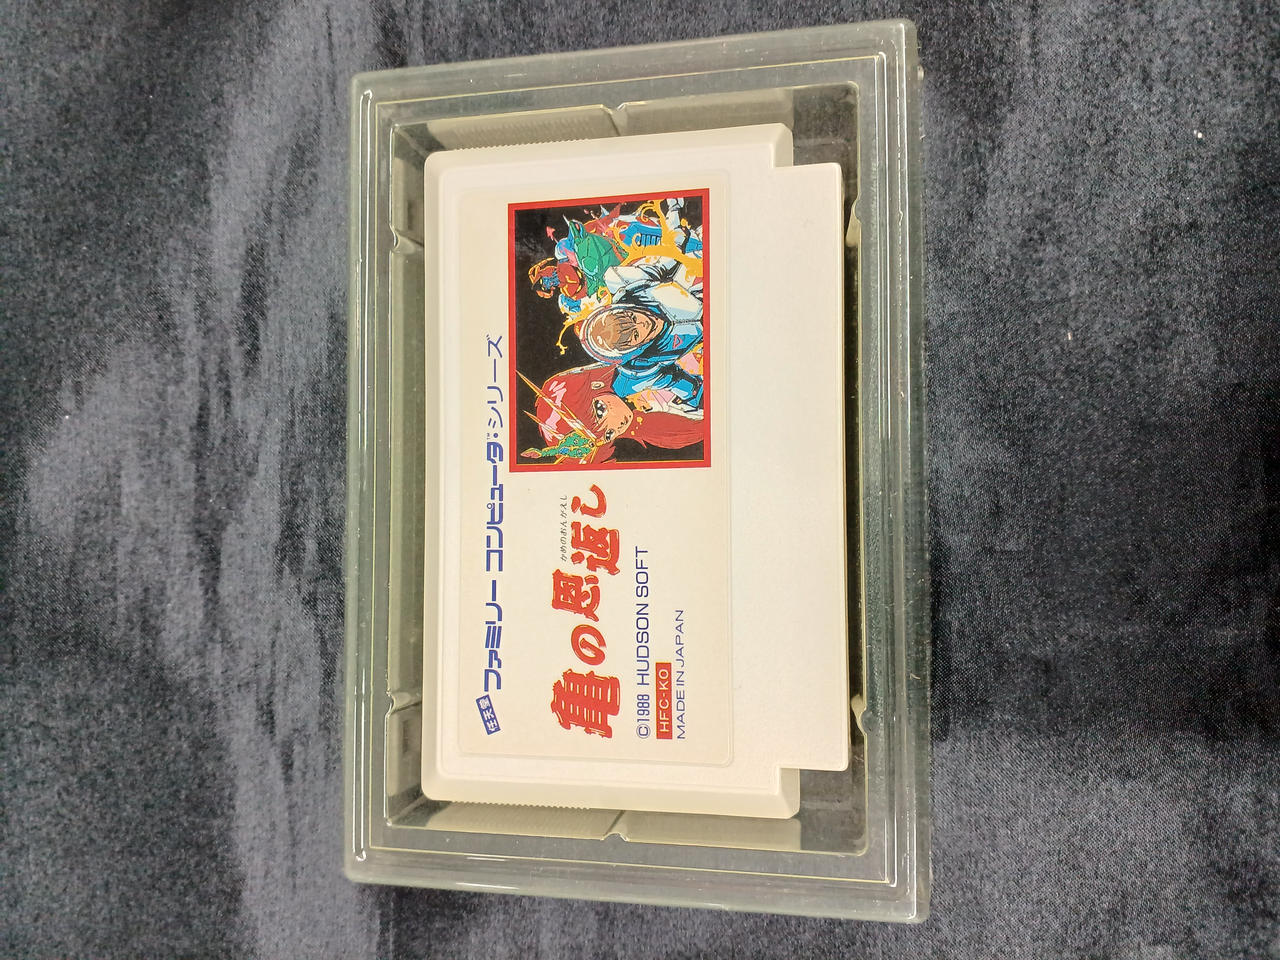 任天堂 ファミリー コンピュータ™・シリーズ
かめのおんがえし
亀の恩返し
©1988 HUDSON SOFT
HFC-KO
MADE IN JAPAN